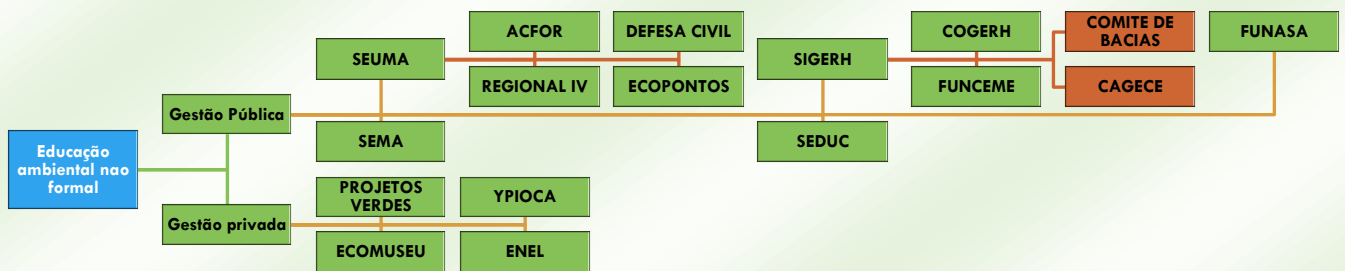 ACFOR
DEFESA CIVIL
COGERH
COMITE DE
BACIAS
FUNASA
SEUMA
SIGERH
REGIONAL IV
ECOPONTOS
FUNCEME
CAGECE
Gestão Pública
SEMA
SEDUC
Educação
ambiental nao
formal
PROJETOS
VERDES
YPIOCA
Gestão privada
ECOMUSEU
ENEL